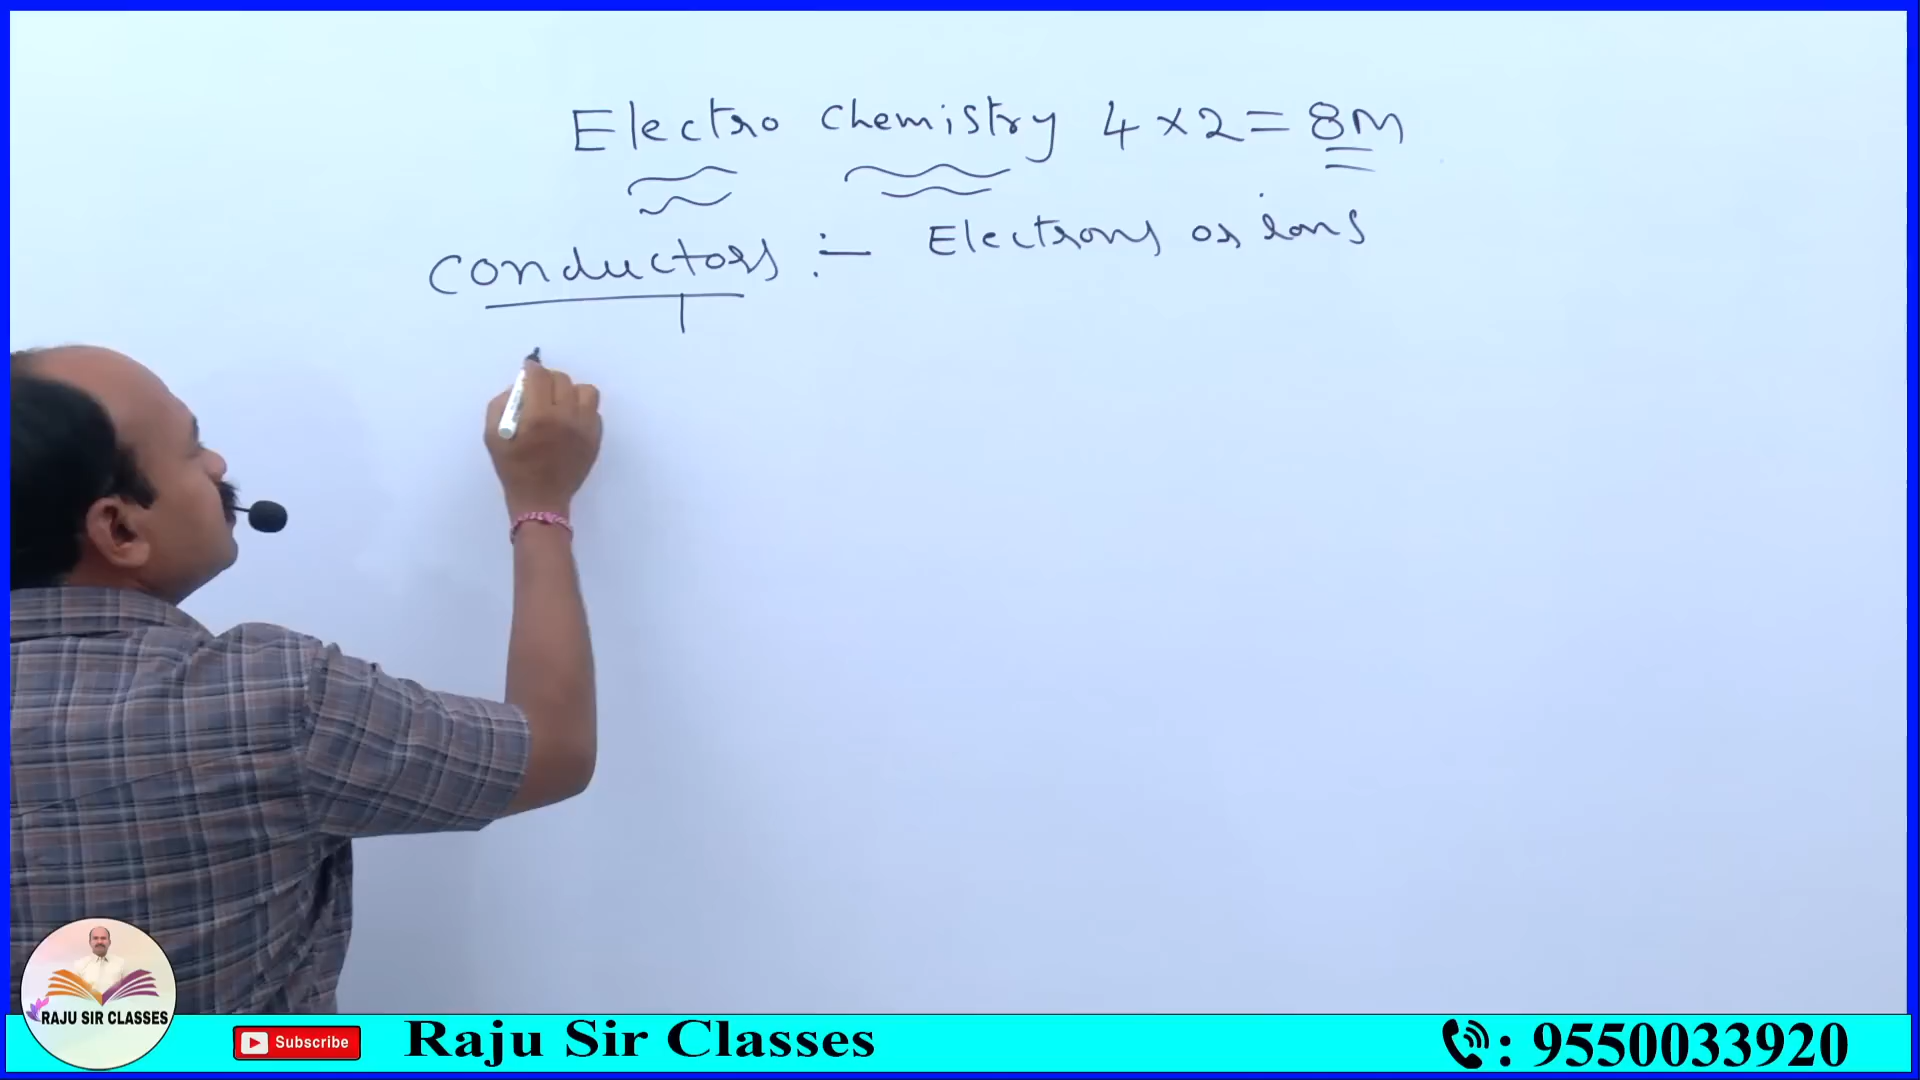 Electro Chemistry 4 × 2 = 8M
Conductors :- Electrons or ions
RAJU SIR CLASSES
Subscribe
Raju Sir Classes
: 9550033920